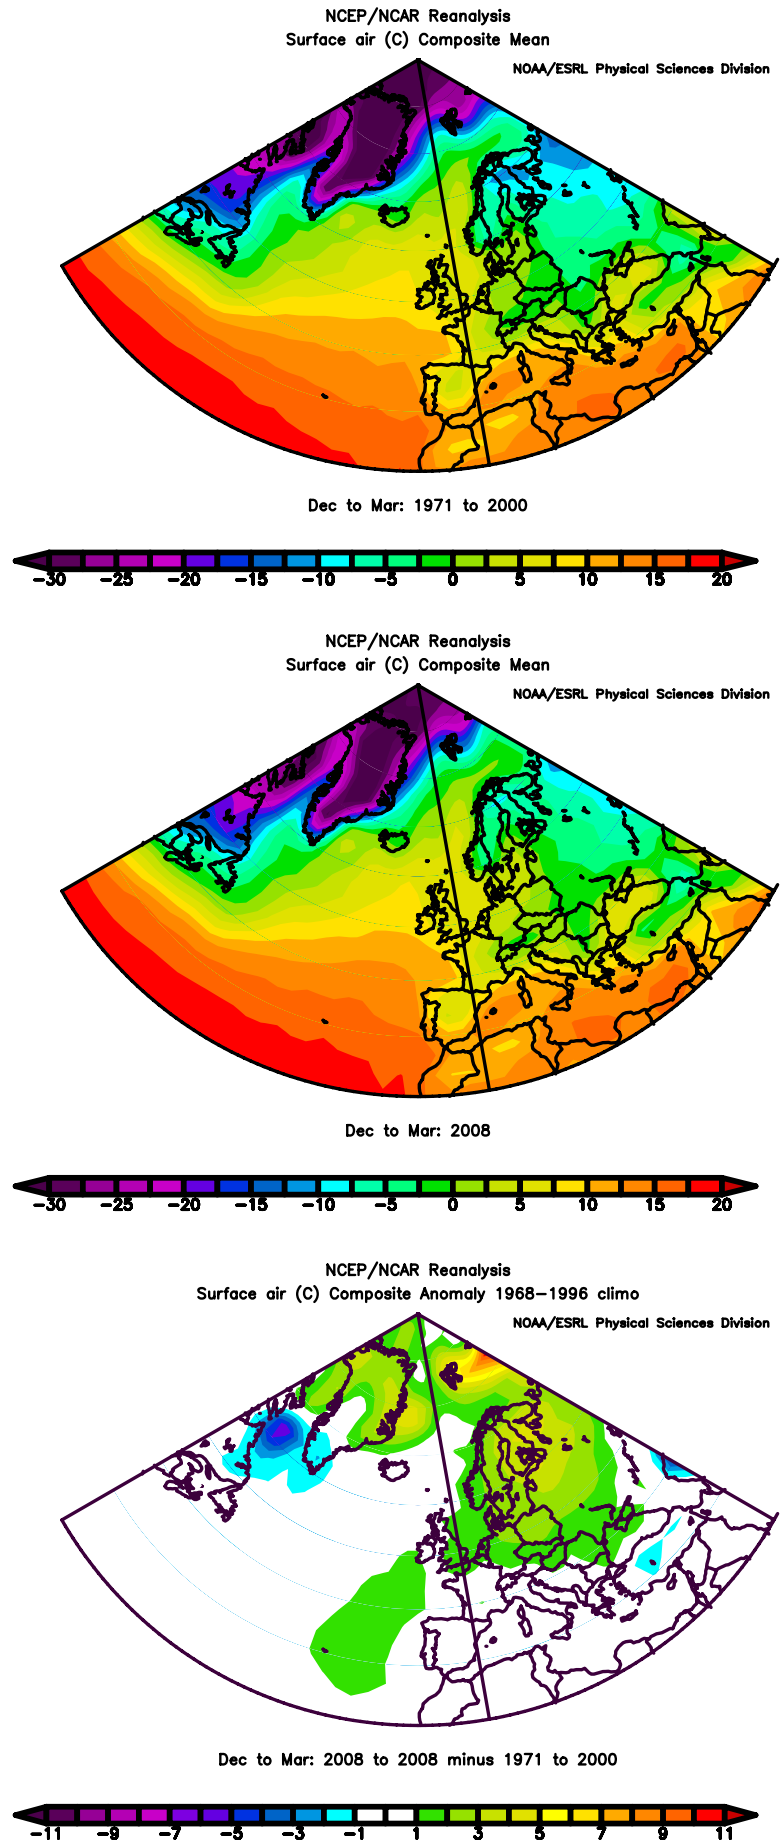 NCEP/NCAR Reanalysis
Surface air (C) Composite Mean
NOAA/ESRL Physical Sciences Division
Dec to Mar: 1971 to 2000
−30 −25 −20 −15 −10 −5 0 5 10 15 20
NCEP/NCAR Reanalysis
Surface air (C) Composite Mean
NOAA/ESRL Physical Sciences Division
Dec to Mar: 2008
−30 −25 −20 −15 −10 −5 0 5 10 15 20
NCEP/NCAR Reanalysis
Surface air (C) Composite Anomaly 1968−1996 climo
NOAA/ESRL Physical Sciences Division
Dec to Mar: 2008 to 2008 minus 1971 to 2000
−11 −9 −7 −5 −3 −1 1 3 5 7 9 11